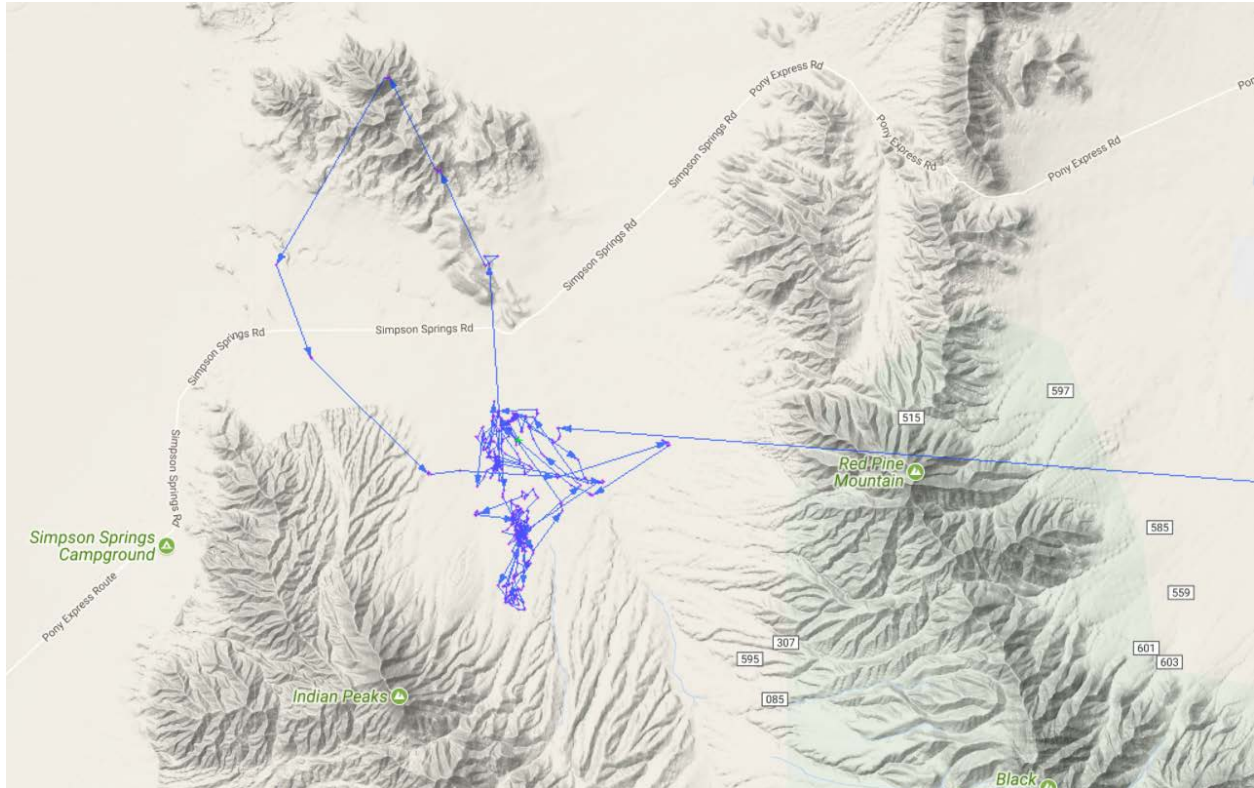 Pony Express Rd
Pon
Simpson Springs Rd
Pony Express Rd
Pony Express Rd
Simpson Springs Rd
Simpson Springs Rd
Simpson Springs Rd
597
515
Red Pine
Mountain
Simpson Springs Rd
585
Simpson Springs
Campground
559
Pony Express Route
307
601
595
603
Indian Peaks
085
Black